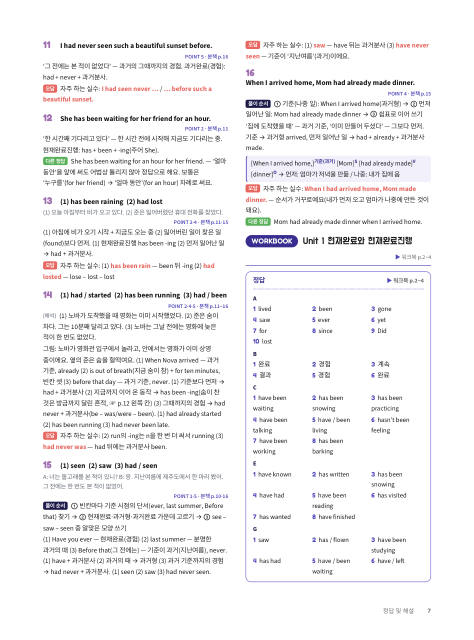 11 I had never seen such a beautiful sunset before.
POINT 5 · 본책 p.16
'그 전에는 본 적이 없었다' — 과거의 그때까지의 경험. 과거완료(경험):
had + never + 과거분사.
오답 자주 하는 실수: I had seen never … / … before such a
beautiful sunset.
12 She has been waiting for her friend for an hour.
POINT 2 · 본책 p.11
'한 시간째 기다리고 있다' — 한 시간 전에 시작해 지금도 기다리는 중.
현재완료진행: has + been + -ing(주어 She).
다른 정답 She has been waiting for an hour for her friend. — '얼마
동안'을 앞에 써도 어법상 틀리지 않아 정답으로 해요. 보통은
'누구를'(for her friend) → '얼마 동안'(for an hour) 차례로 써요.
13 (1) has been raining (2) had lost
POINT 2·4 · 본책 p.11·15
(1) 오늘 아침부터 비가 오고 있다. (2) 준은 잃어버렸던 휴대 전화를 찾았다.
(1) 아침에 비가 오기 시작 + 지금도 오는 중 (2) 잃어버린 일이 찾은 일
(found)보다 먼저. (1) 현재완료진행 has been -ing (2) 먼저 일어난 일
→ had + 과거분사.
오답 자주 하는 실수: (1) has been rain — been 뒤 -ing (2) had
losted — lose – lost – lost
14 (1) had / started (2) has been running (3) had / been
POINT 2·4·5 · 본책 p.11~16
(해석) (1) 노바가 도착했을 때 영화는 이미 시작했었다. (2) 준은 숨이
차다. 그는 10분째 달리고 있다. (3) 노바는 그날 전에는 영화에 늦은
적이 한 번도 없었다.
그림: 노바가 영화관 입구에서 놀라고, 안에서는 영화가 이미 상영
중이에요. 옆의 준은 숨을 헐떡여요. (1) When Nova arrived — 과거
기준, already (2) is out of breath(지금 숨이 참) + for ten minutes,
반칸 셋 (3) before that day — 과거 기준, never. (1) 기준보다 먼저 →
had + 과거분사 (2) 지금까지 이어 온 동작 → has been -ing(숨이 찬
것은 방금까지 달린 흔적, ☞ p.12 왼쪽 칸) (3) 그때까지의 경험 → had
never + 과거분사(be – was/were – been). (1) had already started
(2) has been running (3) had never been late.
오답 자주 하는 실수: (2) run의 -ing는 n을 한 번 더 써서 running (3)
had never was — had 뒤에는 과거분사 been.
15 (1) seen (2) saw (3) had / seen
A: 너는 돌고래를 본 적이 있니? B: 응. 지난여름에 제주도에서 한 마리 봤어.
그 전에는 한 번도 본 적이 없었어.
POINT 1·5 · 본책 p.10·16
풀이 순서 ① 빈칸마다 기준 시점의 단서(ever, last summer, Before
that) 찾기 → ② 현재완료·과거형·과거완료 가운데 고르기 → ③ see –
saw – seen 중 알맞은 모양 쓰기
(1) Have you ever — 현재완료(경험) (2) last summer — 분명한
과거의 때 (3) Before that(그 전에는) — 기준이 과거(지난여름), never.
(1) have + 과거분사 (2) 과거의 때 → 과거형 (3) 과거 기준까지의 경험
→ had never + 과거분사. (1) seen (2) saw (3) had never seen.
오답 자주 하는 실수: (1) saw — have 뒤는 과거분사 (3) have never
seen — 기준이 '지난여름'(과거)이에요.
16
When I arrived home, Mom had already made dinner.
POINT 4 · 본책 p.15
풀이 순서 ① 기준(나중 일): When I arrived home(과거형) → ② 먼저
일어난 일: Mom had already made dinner → ③ 쉼표로 이어 쓰기
'집에 도착했을 때' — 과거 기준, '이미 만들어 두셨다' — 그보다 먼저.
기준 → 과거형 arrived, 먼저 일어난 일 → had + already + 과거분사
made.
[When I arrived home,]기준(과거) [Mom]S [had already made]V
[dinner]O → 먼저: 엄마가 저녁을 만듦 / 나중: 내가 집에 옴
오답 자주 하는 실수: When I had arrived home, Mom made
dinner. — 순서가 거꾸로예요(내가 먼저 오고 엄마가 나중에 만든 것이
돼요).
다른 정답 Mom had already made dinner when I arrived home.
WORKBOOK Unit 1 현재완료와 현재완료진행
▶ 워크북 p.2~4
정답 ▶ 워크북 p.2~4
A
1 lived 2 been 3 gone
4 saw 5 ever 6 yet
7 for 8 since 9 Did
10 lost
B
1 완료 2 경험 3 계속
4 결과 5 경험 6 완료
C
1 have been waiting 2 has been snowing 3 has been practicing
4 have been talking 5 have / been living 6 hasn't been feeling
7 have been working 8 has been barking
E
1 have known 2 has written 3 has been snowing
4 have had 5 have been reading 6 has visited
7 has wanted 8 have finished
G
1 saw 2 has / flown 3 have been studying
4 has had 5 have / been waiting 6 have / left
정답 및 해설 7